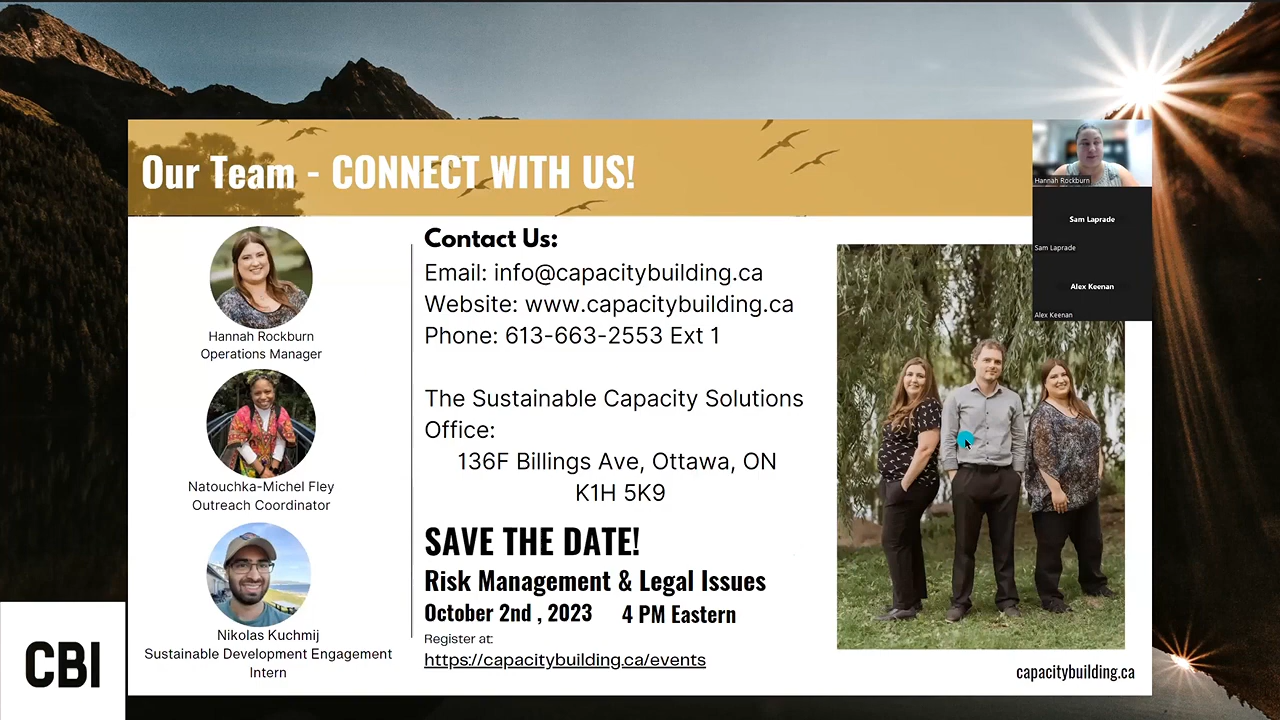 Our Team - CONNECT WITH US!
Hannah Rockburn
Sam Laprade
Sam Laprade
Alex Keenan
Alex Keenan
Hannah Rockburn
Operations Manager
Natouchka-Michel Fley
Outreach Coordinator
Nikolas Kuchmij
Sustainable Development Engagement
Intern
Contact Us:
Email: info@capacitybuilding.ca
Website: www.capacitybuilding.ca
Phone: 613-663-2553 Ext 1
The Sustainable Capacity Solutions
Office:
136F Billings Ave, Ottawa, ON
K1H 5K9
SAVE THE DATE!
Risk Management & Legal Issues
October 2nd , 2023 4 PM Eastern
Register at:
https://capacitybuilding.ca/events
capacitybuilding.ca
CBI